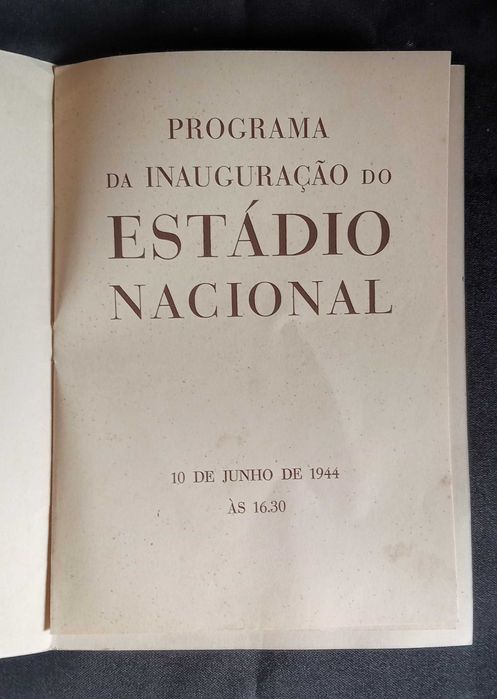 PROGRAMA
DA INAUGURAÇÃO DO
ESTÁDIO
NACIONAL
10 DE JUNHO DE 1944
ÀS 16.30